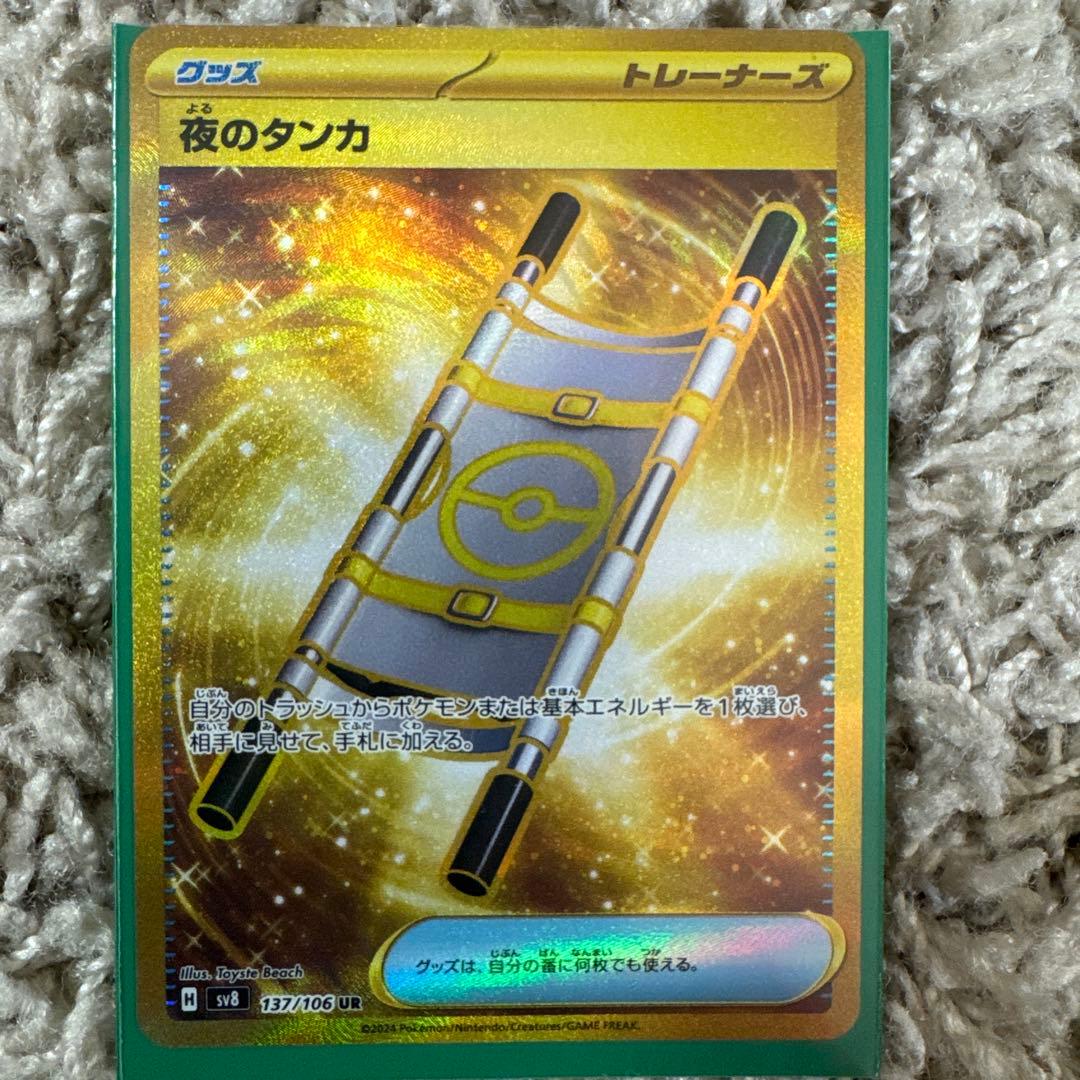 グッズ
トレーナーズ
よる
夜のタンカ
じぶん きほん まいえら
自分のトラッシュからポケモンまたは基本エネルギーを1枚選び、
あいて み てふだ くわ
相手に見せて、手札に加える。
じぶん ばん なんまい つか
グッズは、自分の番に何枚でも使える。
Illus. Toyste Beach
H sv8 137/106 UR
©2024 Pokémon/Nintendo/Creatures/GAME FREAK.